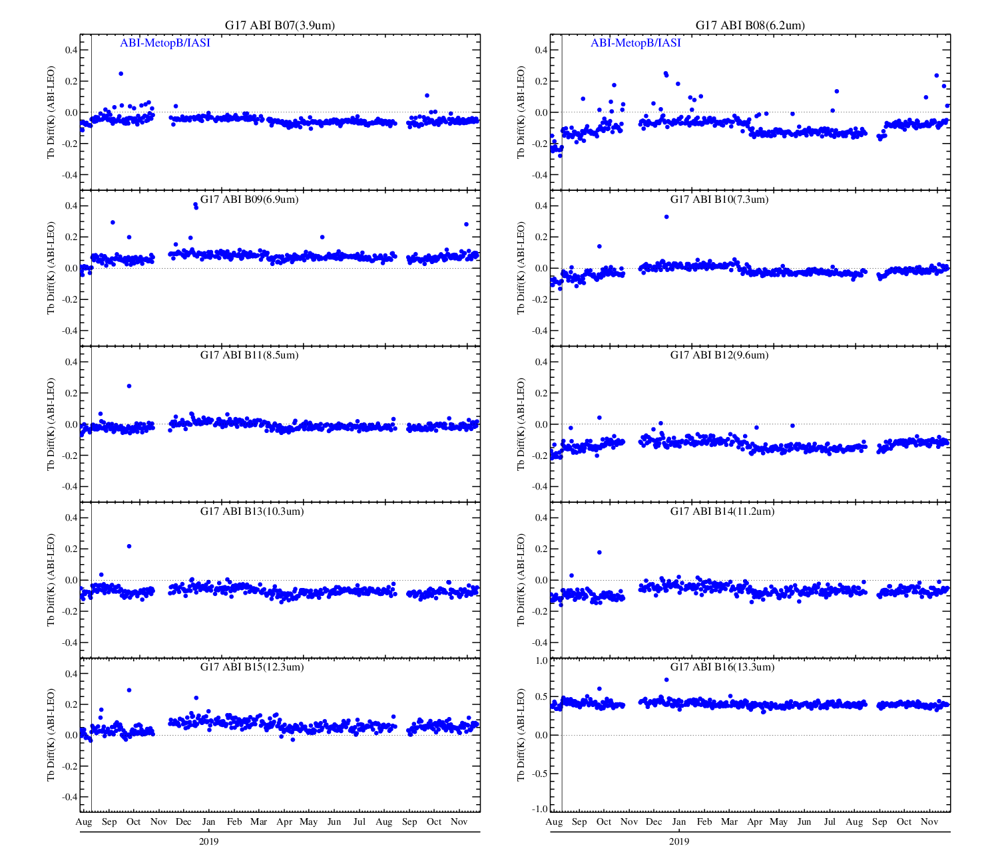 G17 ABI B07(3.9um)
ABI-MetopB/IASI
Tb Diff(K) (ABI-LEO)
0.4
0.2
0.0
-0.2
-0.4
G17 ABI B08(6.2um)
ABI-MetopB/IASI
Tb Diff(K) (ABI-LEO)
0.4
0.2
0.0
-0.2
-0.4
G17 ABI B09(6.9um)
Tb Diff(K) (ABI-LEO)
0.4
0.2
0.0
-0.2
-0.4
G17 ABI B10(7.3um)
Tb Diff(K) (ABI-LEO)
0.4
0.2
0.0
-0.2
-0.4
G17 ABI B11(8.5um)
Tb Diff(K) (ABI-LEO)
0.4
0.2
0.0
-0.2
-0.4
G17 ABI B12(9.6um)
Tb Diff(K) (ABI-LEO)
0.4
0.2
0.0
-0.2
-0.4
G17 ABI B13(10.3um)
Tb Diff(K) (ABI-LEO)
0.4
0.2
0.0
-0.2
-0.4
G17 ABI B14(11.2um)
Tb Diff(K) (ABI-LEO)
0.4
0.2
0.0
-0.2
-0.4
G17 ABI B15(12.3um)
Tb Diff(K) (ABI-LEO)
0.4
0.2
0.0
-0.2
-0.4
Aug Sep Oct Nov Dec Jan Feb Mar Apr May Jun Jul Aug Sep Oct Nov
2019
G17 ABI B16(13.3um)
Tb Diff(K) (ABI-LEO)
1.0
0.5
0.0
-0.5
-1.0
Aug Sep Oct Nov Dec Jan Feb Mar Apr May Jun Jul Aug Sep Oct Nov
2019